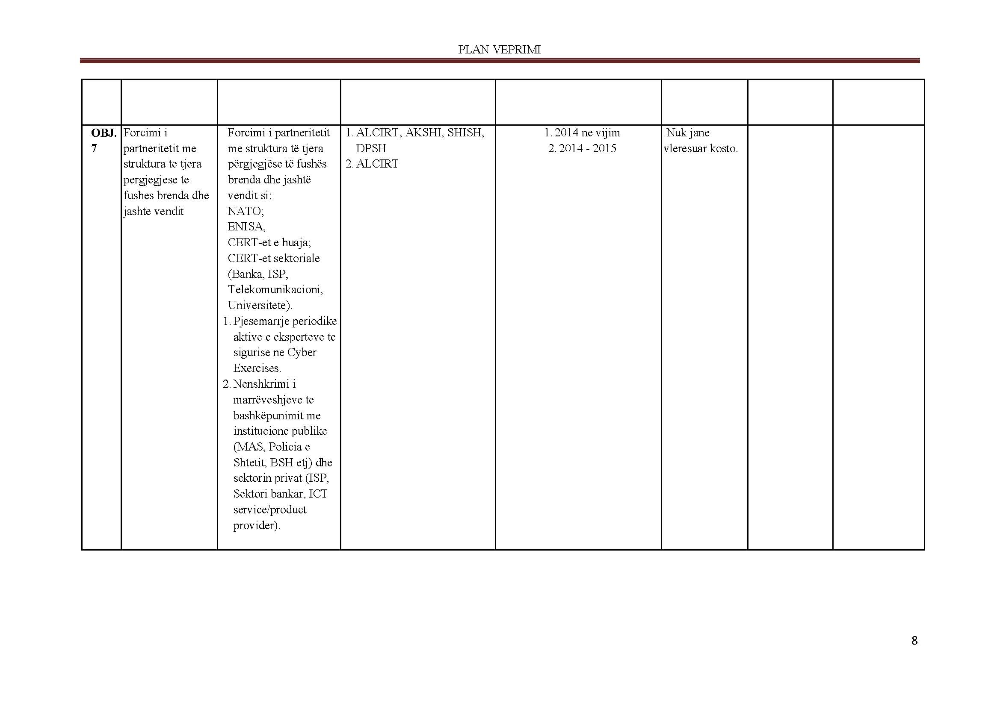 PLAN VEPRIMI
OBJ.
7
Forcimi i
partneritetit me
struktura te tjera
pergjegjese te
fushes brenda dhe
jashte vendit
Forcimi i partneritetit
me struktura të tjera
përgjegjëse të fushës
brenda dhe jashtë
vendit si:
NATO;
ENISA,
CERT-et e huaja;
CERT-et sektoriale
(Banka, ISP,
Telekomunikacioni,
Universitete).
1. Pjesemarrje periodike
aktive e eksperteve te
sigurise ne Cyber
Exercises.
2. Nenshkrimi i
marrëveshjeve te
bashkëpunimit me
institucione publike
(MAS, Policia e
Shtetit, BSH etj) dhe
sektorin privat (ISP,
Sektori bankar, ICT
service/product
provider).
1. ALCIRT, AKSHI, SHISH,
DPSH
2. ALCIRT
1. 2014 ne vijim
2. 2014 - 2015
Nuk jane
vleresuar kosto.
8